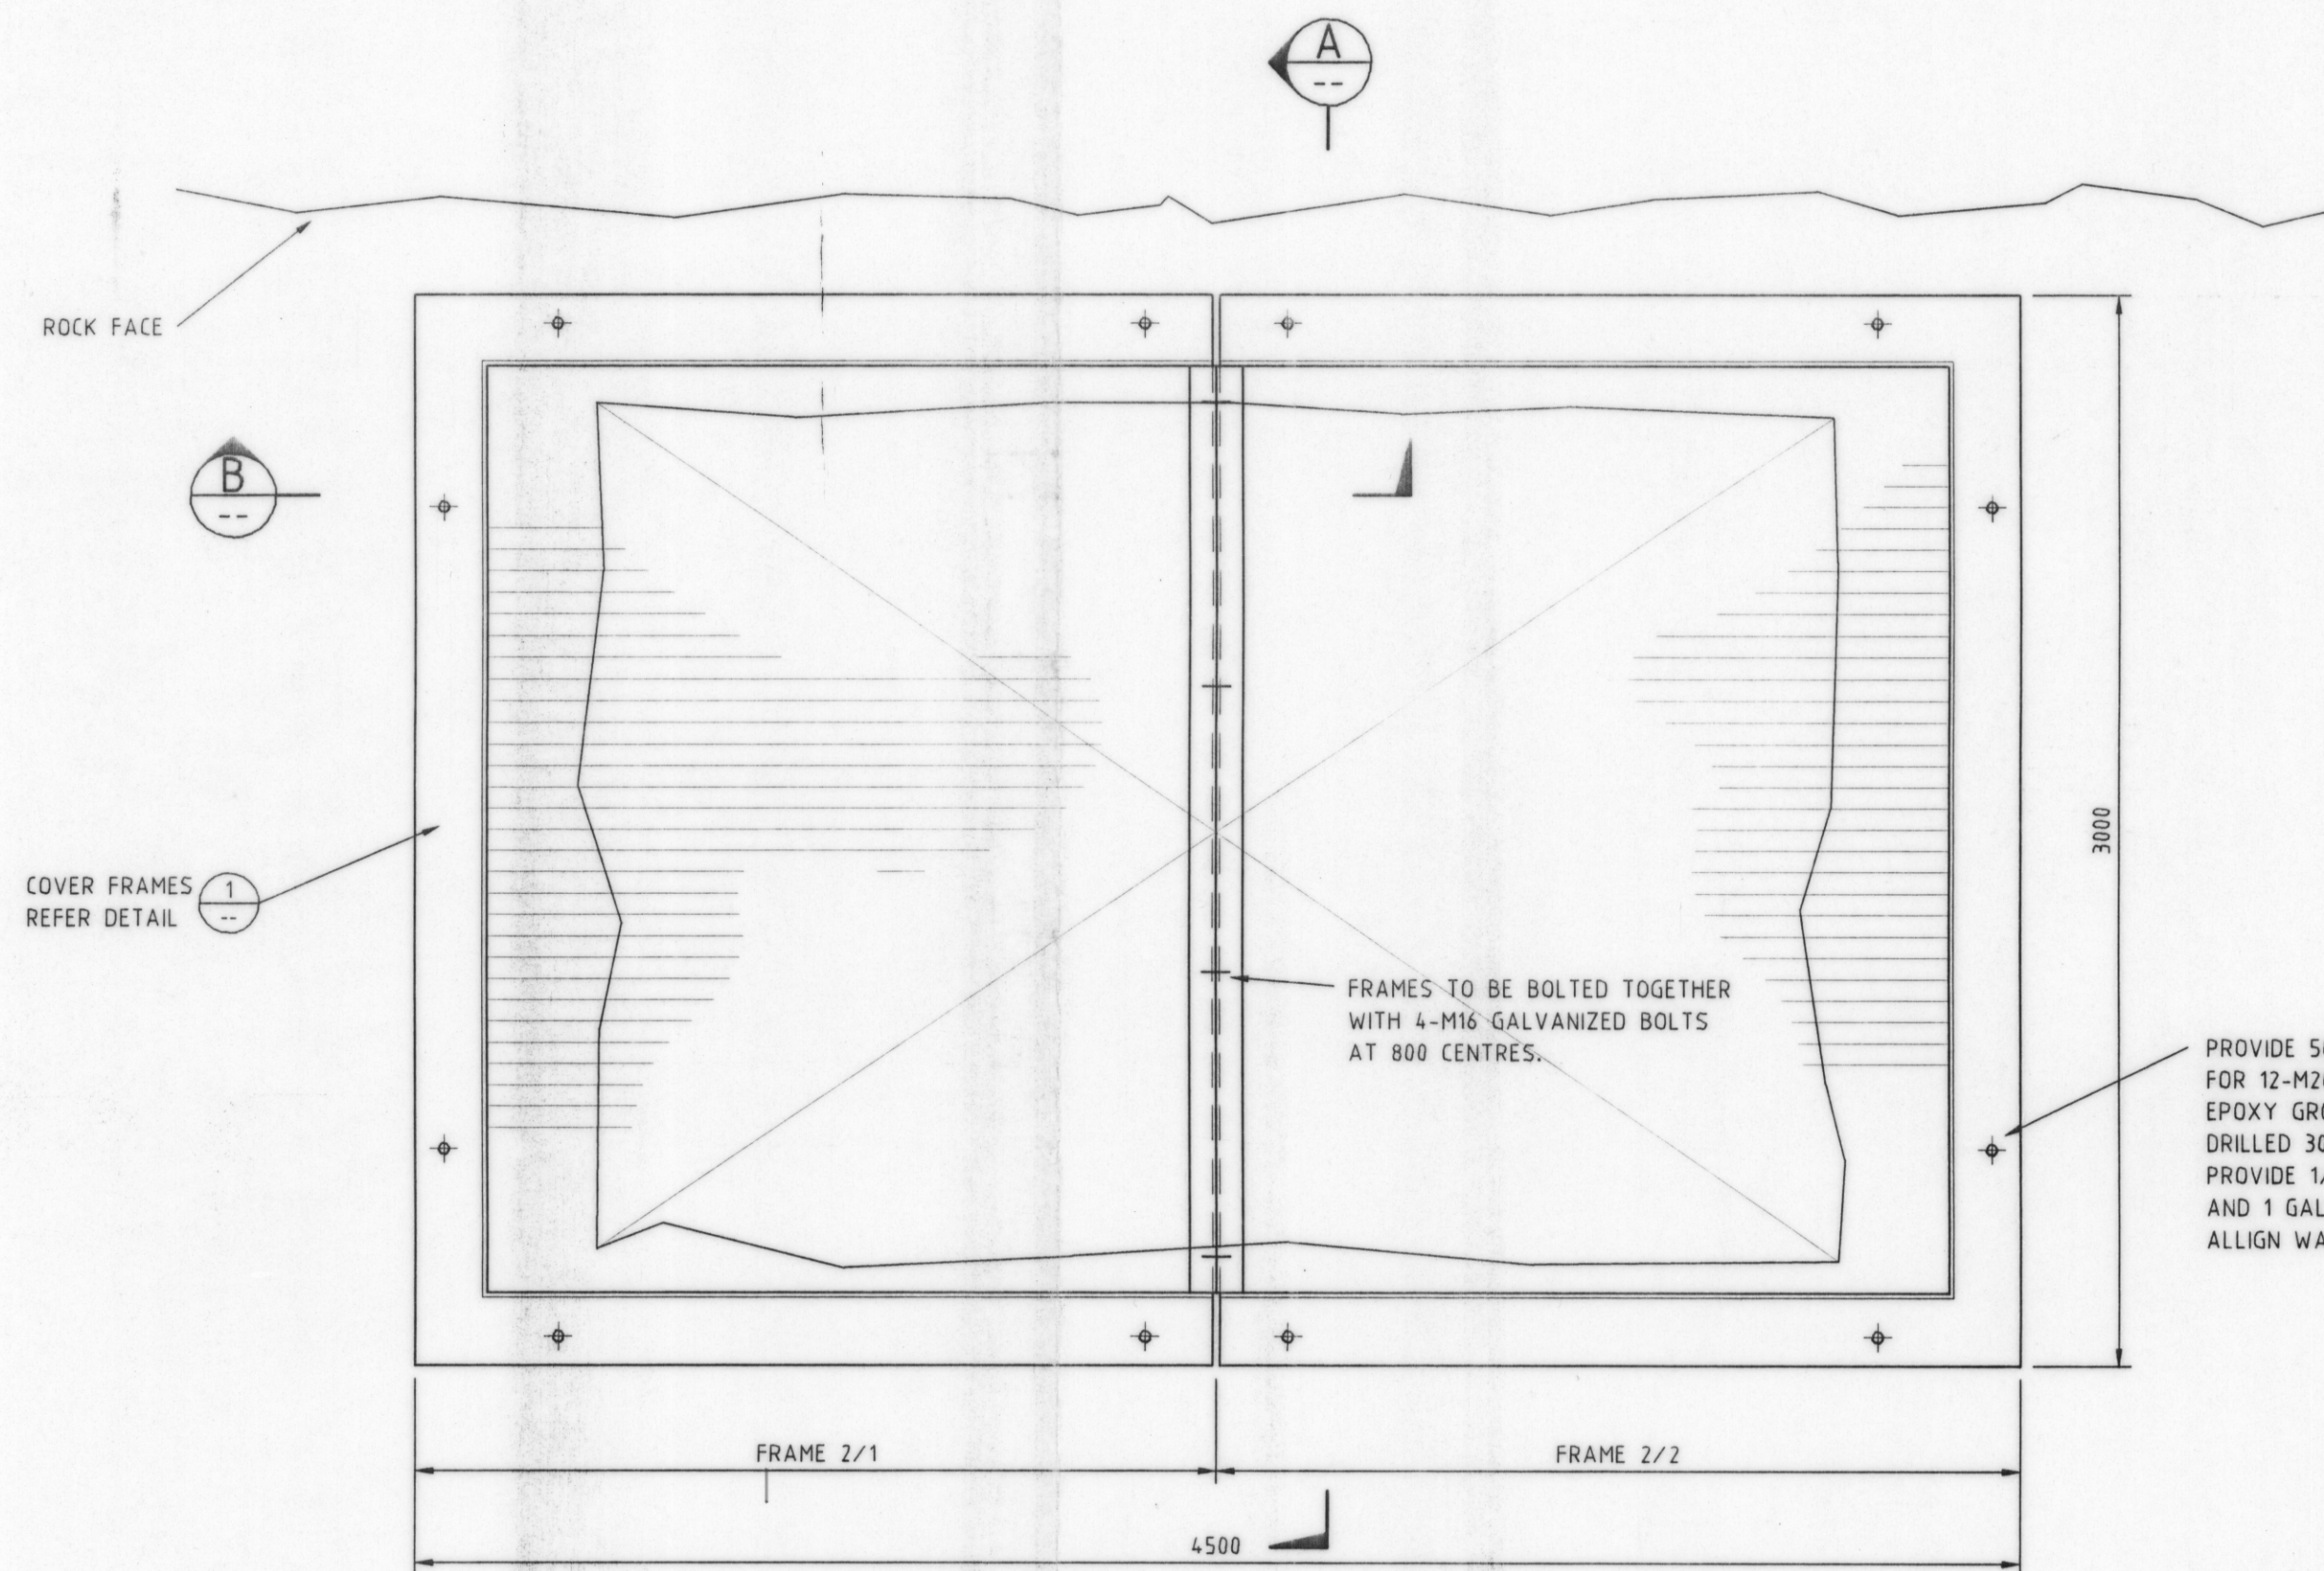 A
--
ROCK FACE
B
--
3000
COVER FRAMES
REFER DETAIL
1
--
FRAMES TO BE BOLTED TOGETHER
WITH 4-M16 GALVANIZED BOLTS
AT 800 CENTRES.
PROVIDE
FOR
EPOXY
DRILLED
PROVIDE
AND 1
ALLIGN
FRAME 2/1
FRAME 2/2
4500